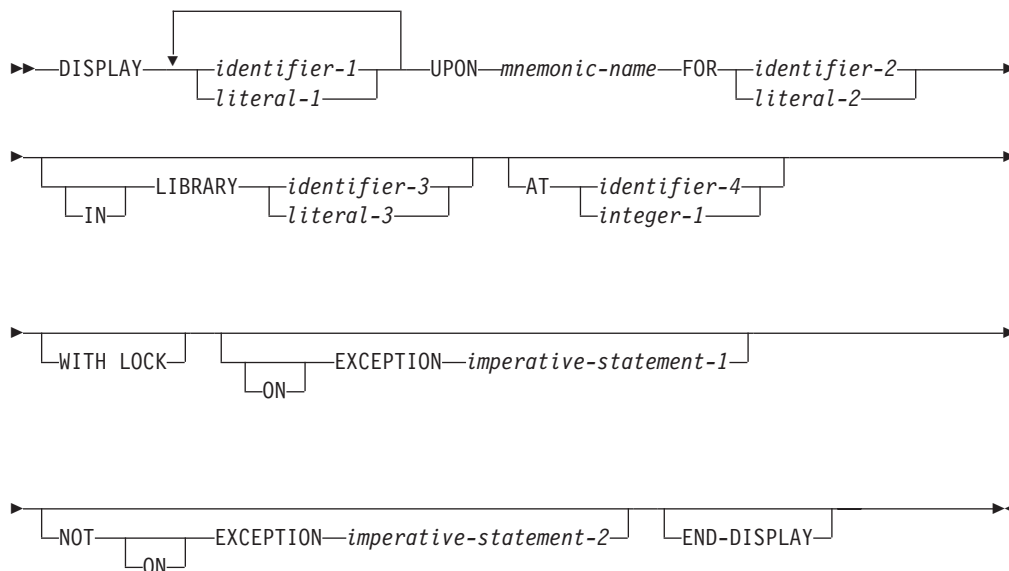 DISPLAY identifier-1 UPON mnemonic-name FOR identifier-2
literal-1 literal-2
LIBRARY identifier-3 AT identifier-4
IN literal-3 integer-1
WITH LOCK EXCEPTION imperative-statement-1
ON
NOT EXCEPTION imperative-statement-2 END-DISPLAY
ON